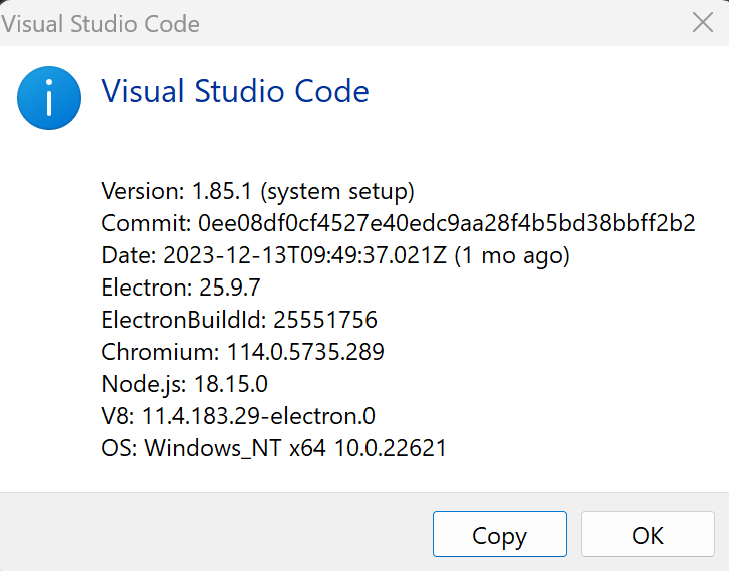 Visual Studio Code
Visual Studio Code
Version: 1.85.1 (system setup)
Commit: 0ee08df0cf4527e40edc9aa28f4b5bd38bbff2b2
Date: 2023-12-13T09:49:37.021Z (1 mo ago)
Electron: 25.9.7
ElectronBuildId: 25551756
Chromium: 114.0.5735.289
Node.js: 18.15.0
V8: 11.4.183.29-electron.0
OS: Windows_NT x64 10.0.22621
Copy
OK